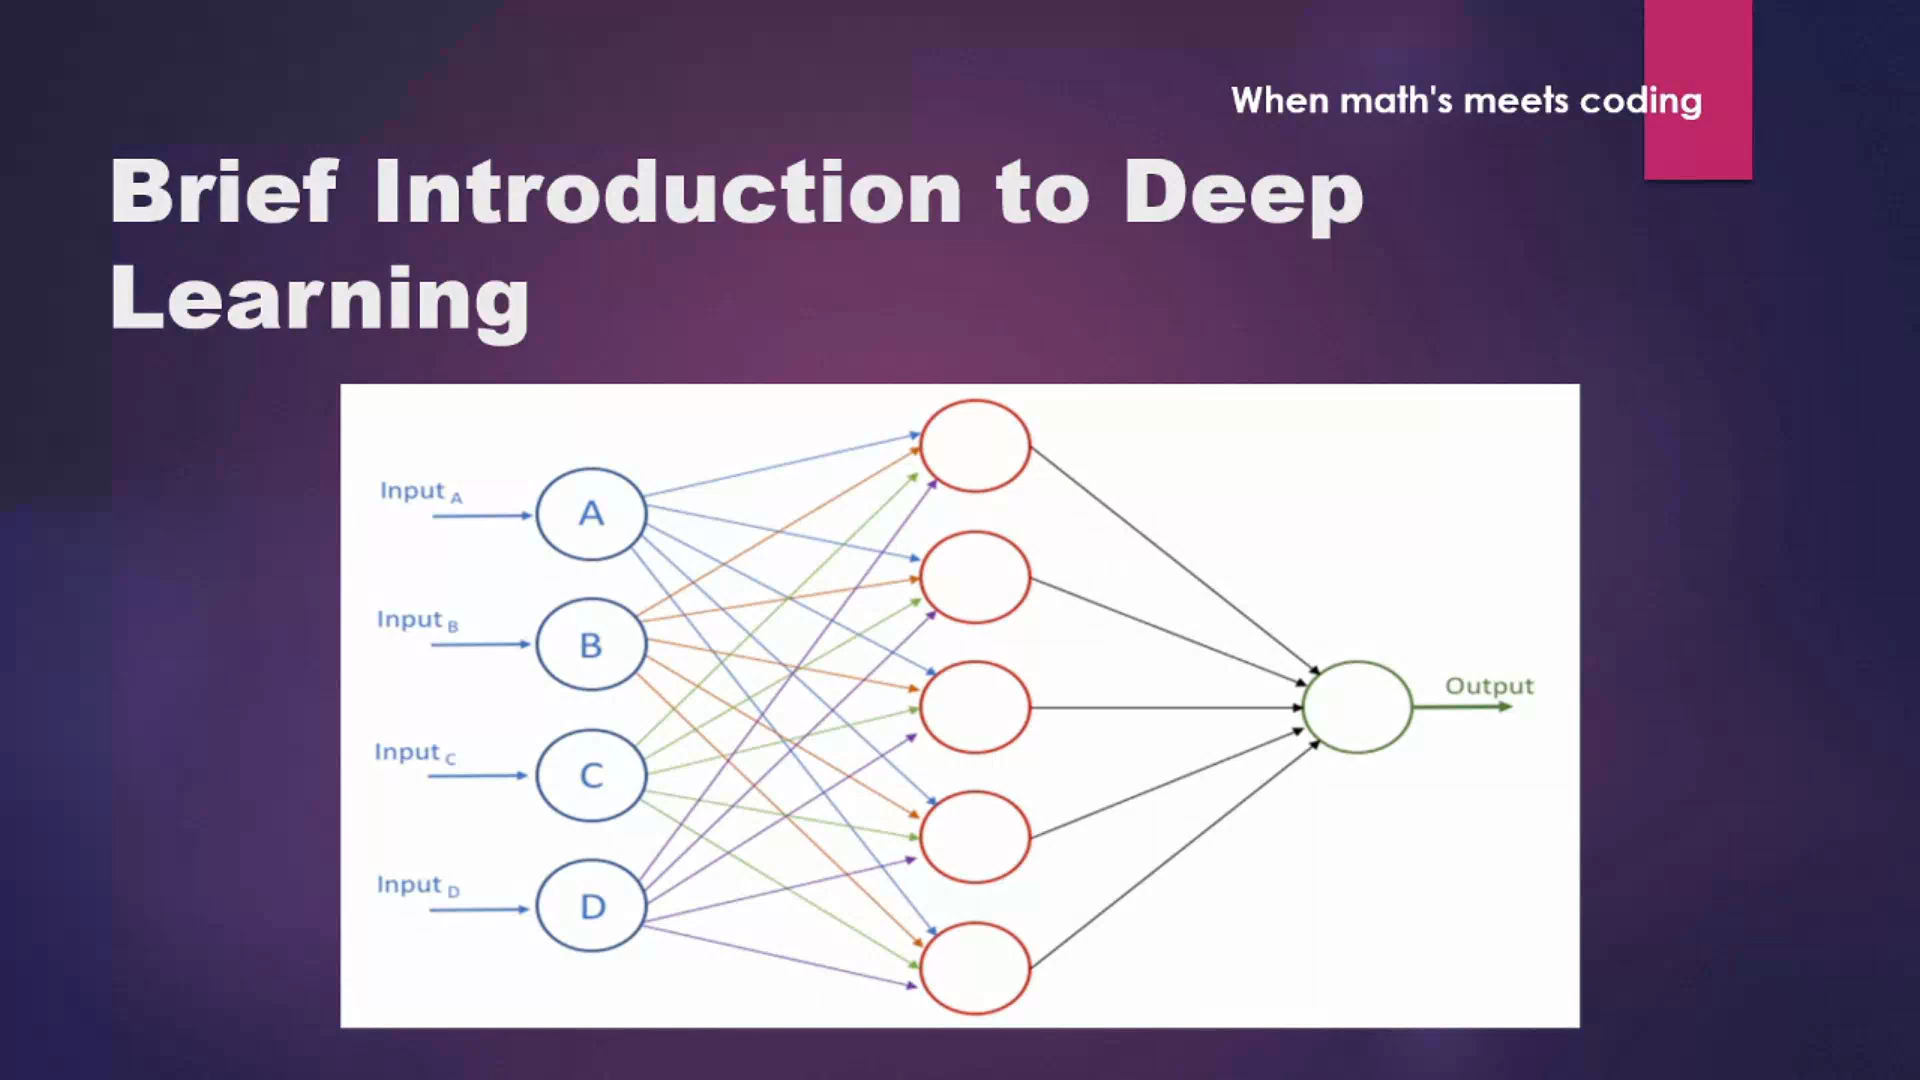 When math's meets coding
Brief Introduction to Deep
Learning
Input A
A
Input B
B
Input C
C
Input D
D
Output